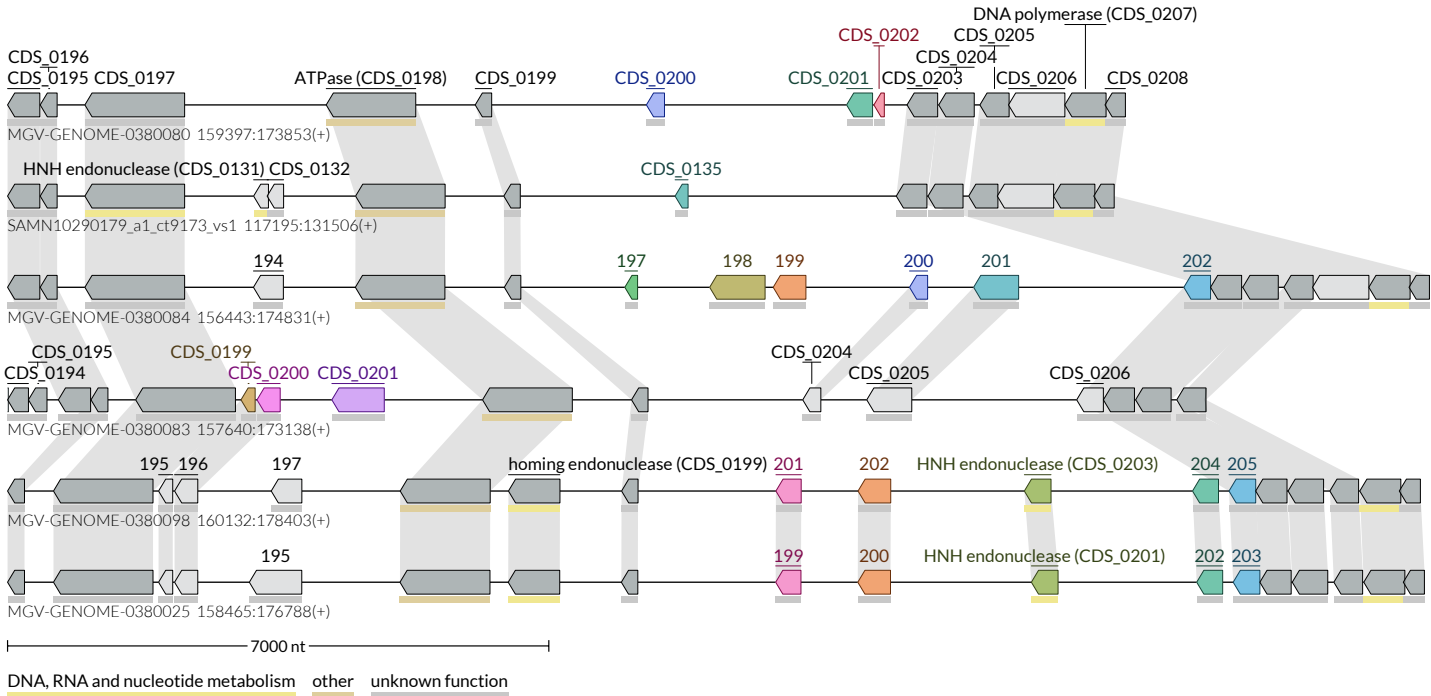 DNA polymerase (CDS_0207)
CDS_0202 CDS_0205
CDS_0196 CDS_0204
CDS_0195 CDS_0197 ATPase (CDS_0198) CDS_0199 CDS_0200 CDS_0201 CDS_0203 CDS_0206 CDS_0208
MGV-GENOME-0380080 159397:173853(+)
HNH endonuclease (CDS_0131) CDS_0132 CDS_0135
SAMN10290179_a1_ct9173_vs1 117195:131506(+)
194 197 198 199 200 201 202
MGV-GENOME-0380084 156443:174831(+)
CDS_0195 CDS_0199 CDS_0204
CDS_0194 CDS_0200 CDS_0201 CDS_0205 CDS_0206
MGV-GENOME-0380083 157640:173138(+)
195 196 197 homing endonuclease (CDS_0199) 201 202 HNH endonuclease (CDS_0203) 204 205
MGV-GENOME-0380098 160132:178403(+)
195 199 200 HNH endonuclease (CDS_0201) 202 203
MGV-GENOME-0380025 158465:176788(+)
7000 nt
DNA, RNA and nucleotide metabolism other unknown function